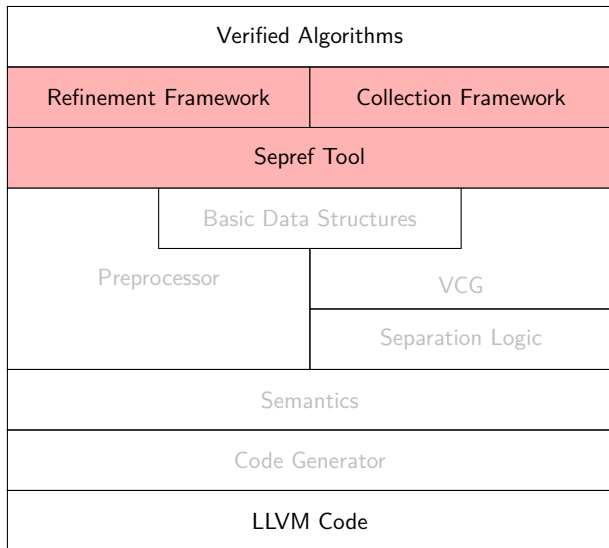 Verified Algorithms
Refinement Framework
Collection Framework
Sepref Tool
Basic Data Structures
Preprocessor
VCG
Separation Logic
Semantics
Code Generator
LLVM Code